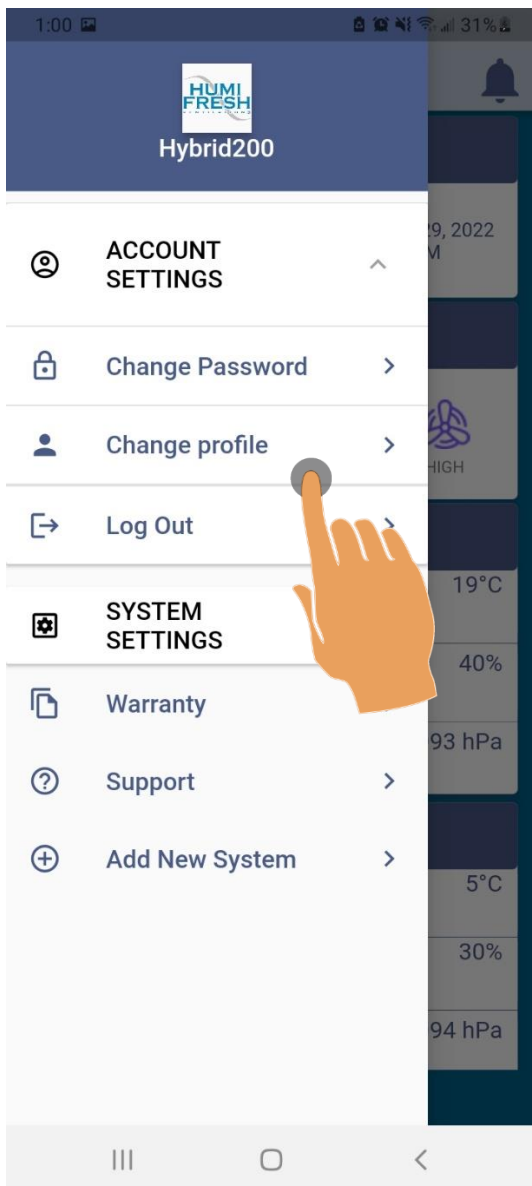 1:00
31%
HUMI
FRESH
Hybrid200
29, 2022
M
ACCOUNT
SETTINGS
Change Password
Change profile
HIGH
Log Out
19°C
SYSTEM
SETTINGS
40%
Warranty
93 hPa
Support
Add New System
5°C
30%
94 hPa